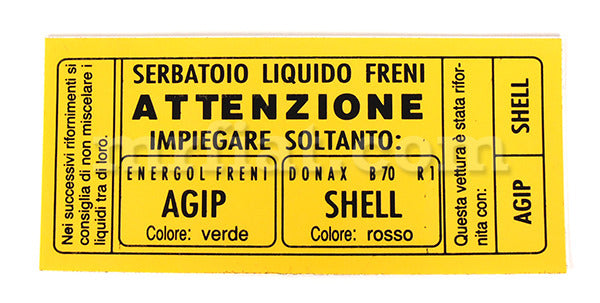 Nei successivi rifornimenti si
consiglia di non miscelare i
liquidi tra di loro.
SERBATOIO LIQUIDO FRENI
ATTENZIONE
IMPIEGARE SOLTANTO:
ENERGOL FRENI
AGIP
Colore: verde
DONAX B70 R1
SHELL
Colore: rosso
Questa vettura è stata rifor-
nita con:
SHELL
AGIP